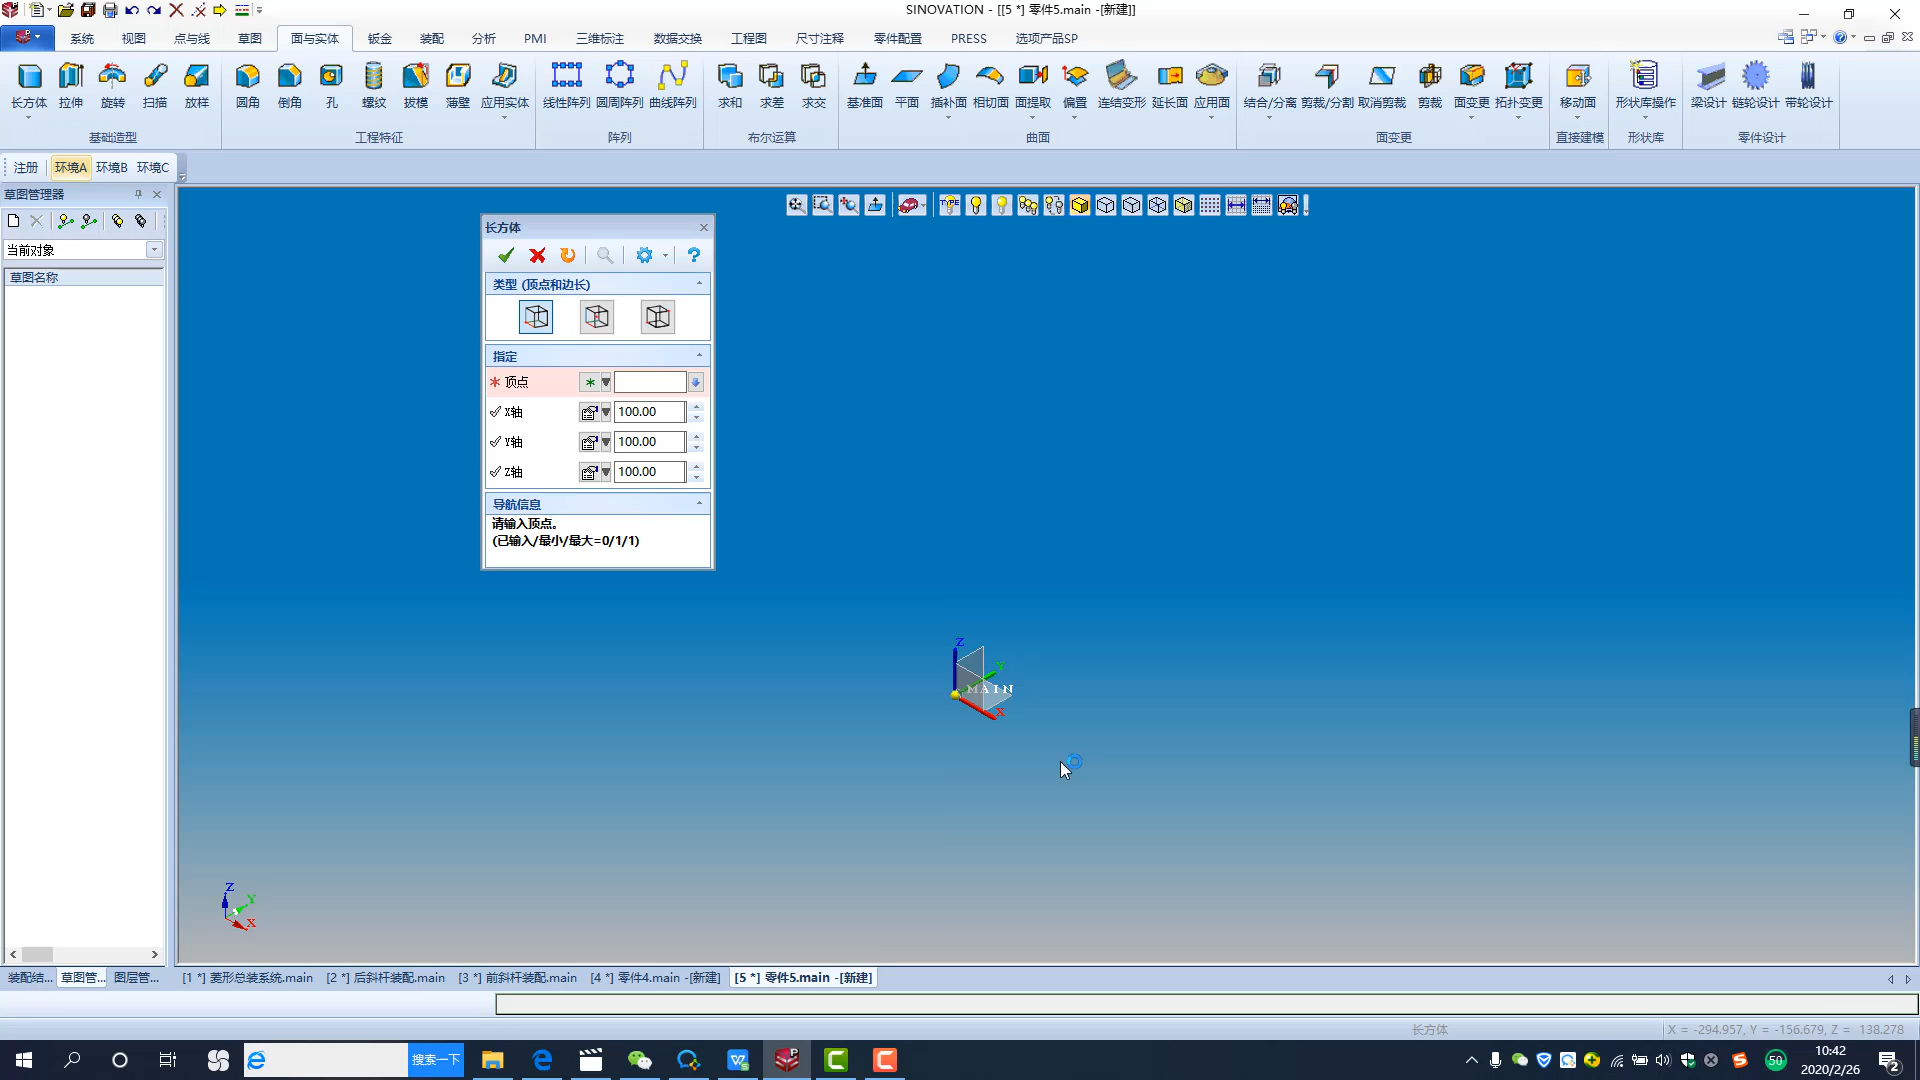 SINOVATION - [[5 *] 零件5.main -[新建]]
系统 视图 点与线 草图 面与实体 钣金 装配 分析 PMI 三维标注 数据交换 工程图 尺寸注释 零件配置 PRESS 选项产品SP
长方体 拉伸 旋转 扫描 放样 圆角 倒角 孔 螺纹 拔模 薄壁 应用实体 线性阵列 圆周阵列 曲线阵列 求和 求差 求交 基准面 平面 插补面 相切面 面提取 偏置 连结变形 延长面 应用面 结合/分离 剪裁/分割 取消剪裁 剪裁 面变更 拓扑变更 移动面 形状库操作 梁设计 链轮设计 带轮设计
基础造型 工程特征 阵列 布尔运算 曲面 面变更 直接建模 形状库 零件设计
注册 环境A 环境B 环境C
草图管理器
当前对象
草图名称
TYPE
长方体
类型 (顶点和边长)
指定
顶点
X轴 100.00
Y轴 100.00
Z轴 100.00
导航信息
请输入顶点。
(已输入/最小/最大=0/1/1)
Z
Y
MAIN
X
Z
Y
X
装配结... 草图管... 图层管... [1 *] 菱形总装系统.main [2 *] 后斜杆装配.main [3 *] 前斜杆装配.main [4 *] 零件4.main -[新建] [5 *] 零件5.main -[新建]
长方体 X = -294.957, Y = -156.679, Z = 138.278
搜索一下
50
10:42
2020/2/26
2